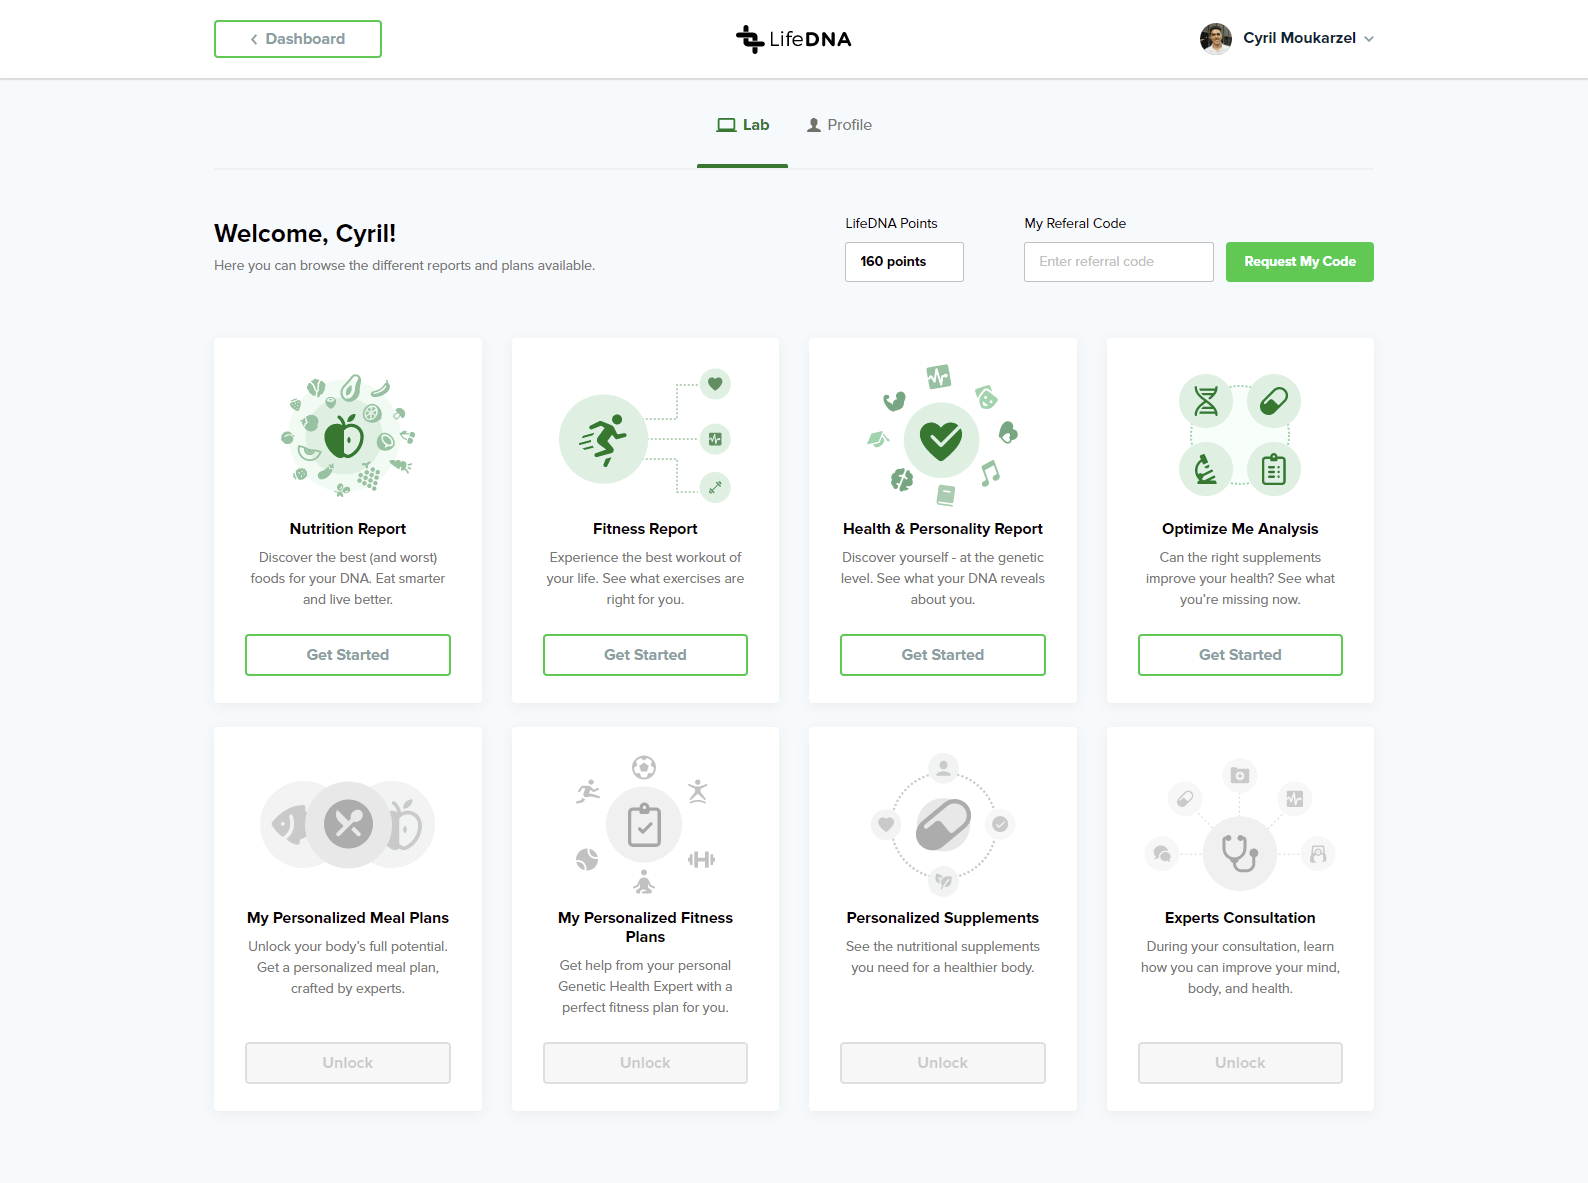 Dashboard
LifeDNA
Cyril Moukarzel
Lab
Profile
Welcome, Cyril!
Here you can browse the different reports and plans available.
LifeDNA Points
160 points
My Referal Code
Enter referral code
Request My Code
Nutrition Report
Discover the best (and worst)
foods for your DNA. Eat smarter
and live better.
Get Started
Fitness Report
Experience the best workout of
your life. See what exercises are
right for you.
Get Started
Health & Personality Report
Discover yourself - at the genetic
level. See what your DNA reveals
about you.
Get Started
Optimize Me Analysis
Can the right supplements
improve your health? See what
you’re missing now.
Get Started
My Personalized Meal Plans
Unlock your body’s full potential.
Get a personalized meal plan,
crafted by experts.
Unlock
My Personalized Fitness
Plans
Get help from your personal
Genetic Health Expert with a
perfect fitness plan for you.
Unlock
Personalized Supplements
See the nutritional supplements
you need for a healthier body.
Unlock
Experts Consultation
During your consultation, learn
how you can improve your mind,
body, and health.
Unlock